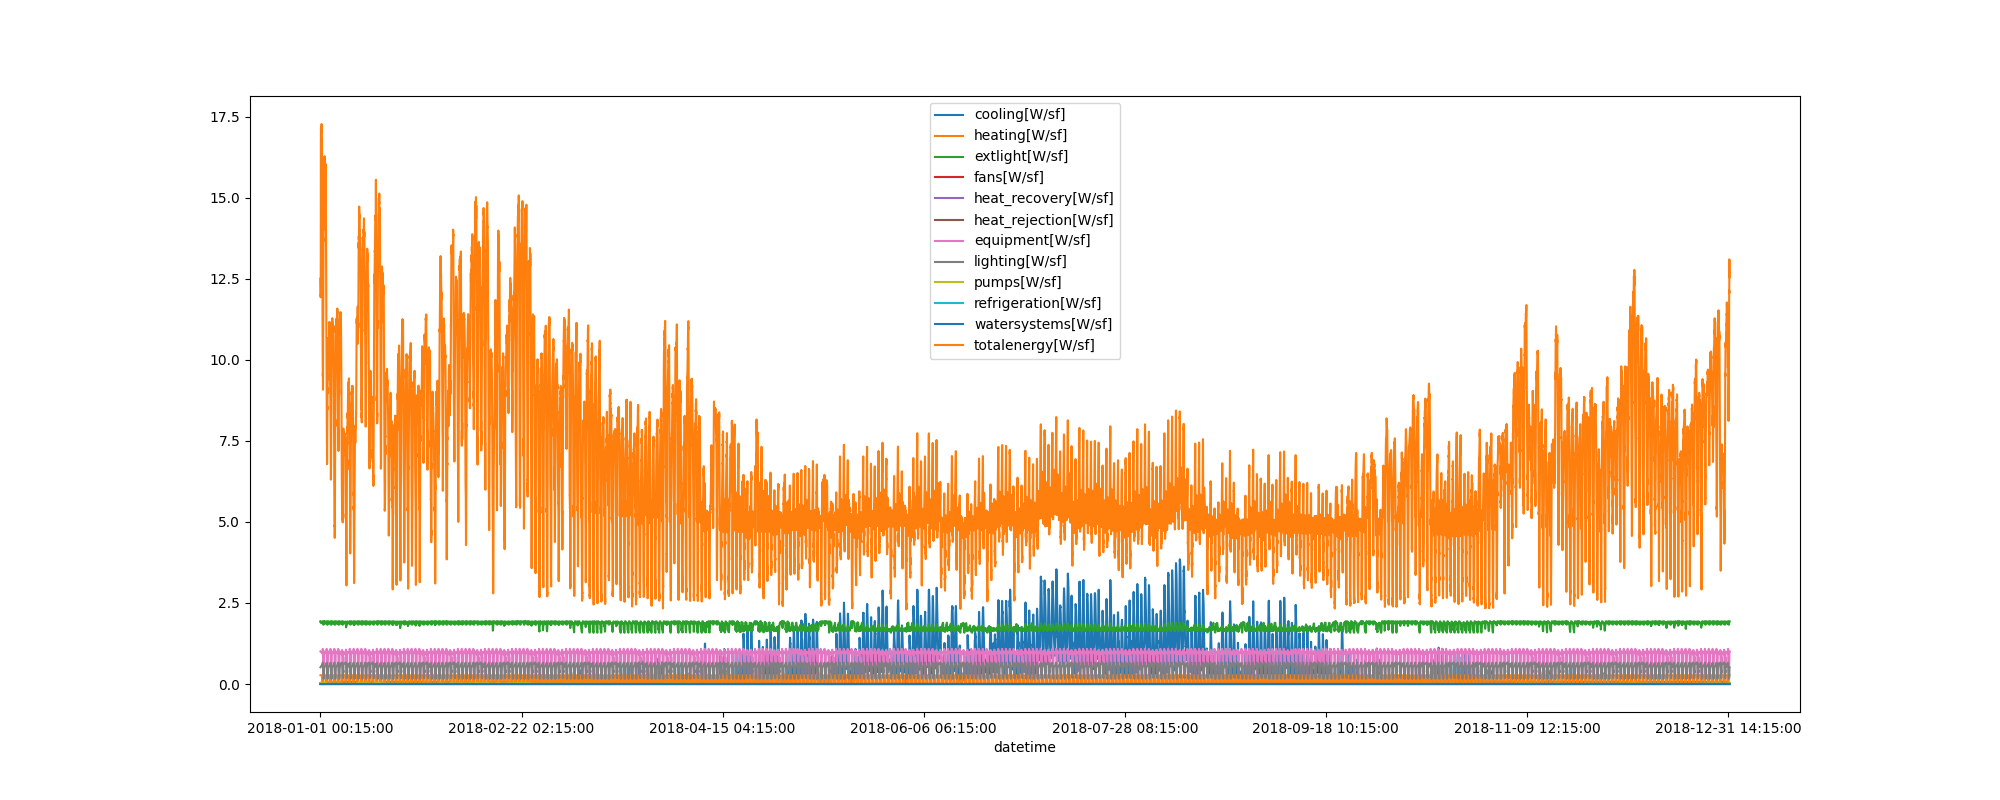 17.5
15.0
12.5
10.0
7.5
5.0
2.5
0.0
cooling[W/sf]
heating[W/sf]
extlight[W/sf]
fans[W/sf]
heat_recovery[W/sf]
heat_rejection[W/sf]
equipment[W/sf]
lighting[W/sf]
pumps[W/sf]
refrigeration[W/sf]
watersystems[W/sf]
totalenergy[W/sf]
2018-01-01 00:15:00 2018-02-22 02:15:00 2018-04-15 04:15:00 2018-06-06 06:15:00 2018-07-28 08:15:00 2018-09-18 10:15:00 2018-11-09 12:15:00 2018-12-31 14:15:00
datetime